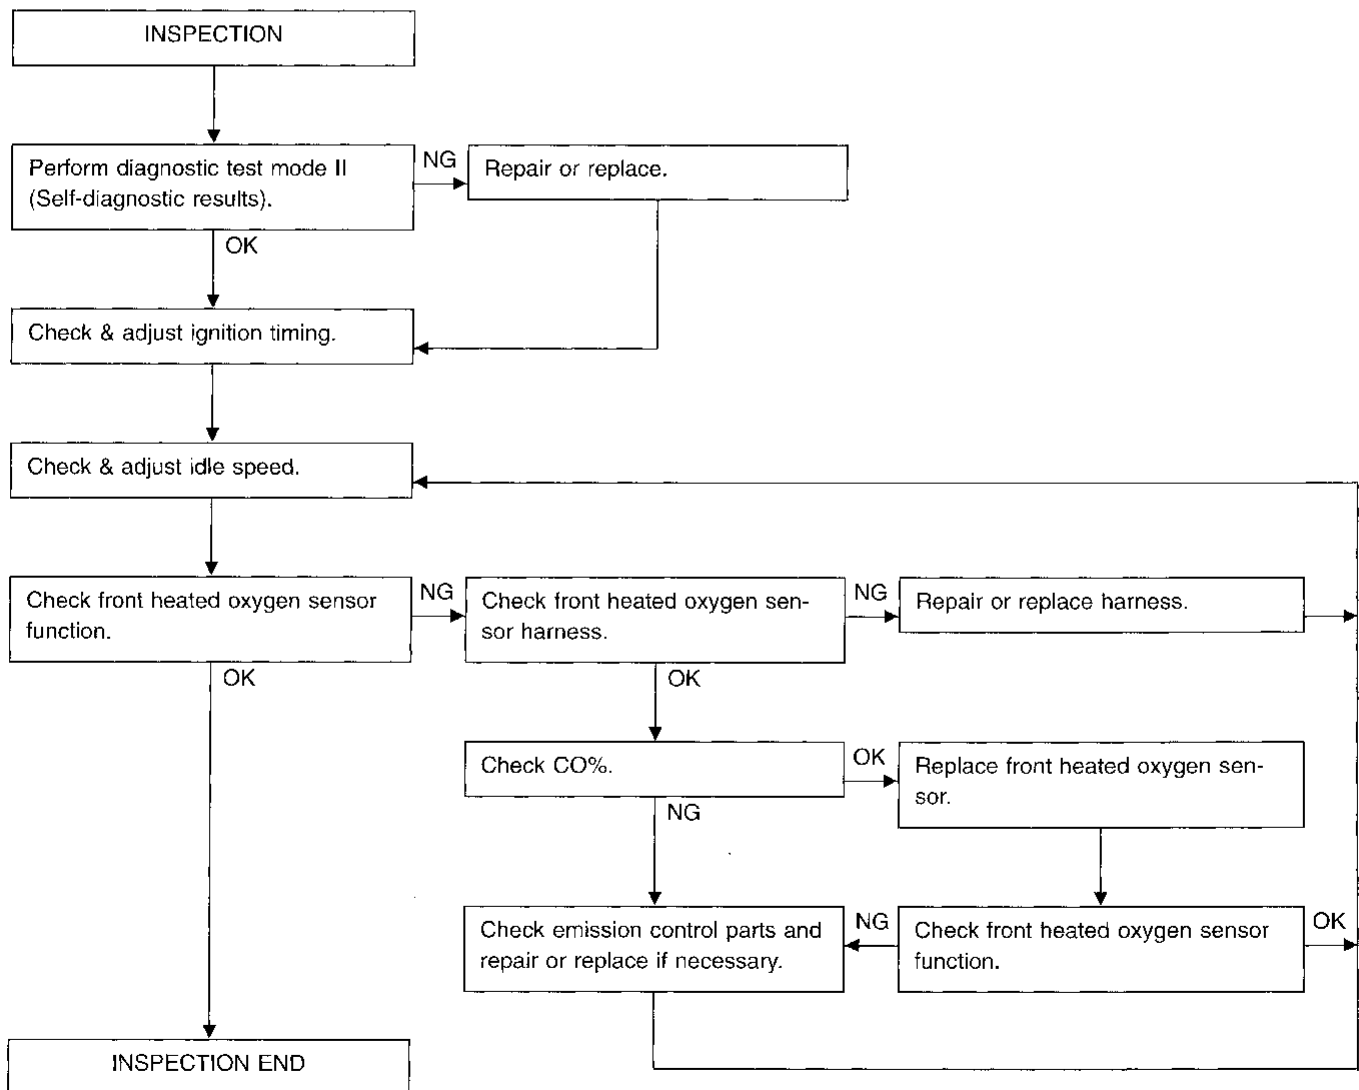 INSPECTION
Perform diagnostic test mode II
(Self-diagnostic results).
NG
Repair or replace.
OK
Check & adjust ignition timing.
Check & adjust idle speed.
Check front heated oxygen sensor
function.
NG
Check front heated oxygen sen-
sor harness.
NG
Repair or replace harness.
OK
OK
Check CO%.
OK
Replace front heated oxygen sen-
sor.
NG
Check emission control parts and
repair or replace if necessary.
NG
Check front heated oxygen sensor
function.
OK
INSPECTION END